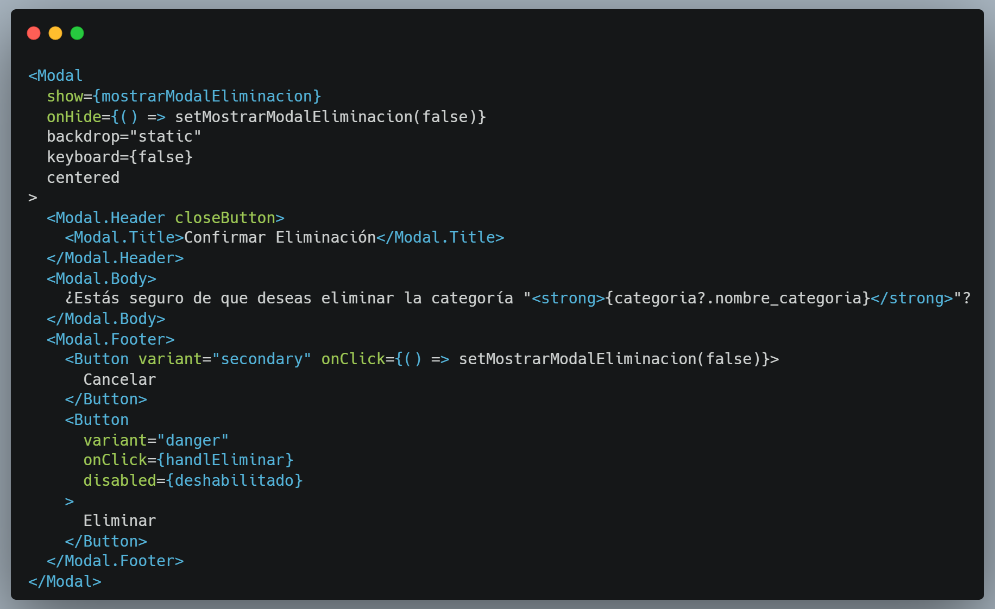 <Modal
  show={mostrarModalEliminacion}
  onHide={() => setMostrarModalEliminacion(false)}
  backdrop="static"
  keyboard={false}
  centered
>
  <Modal.Header closeButton>
    <Modal.Title>Confirmar Eliminación</Modal.Title>
  </Modal.Header>
  <Modal.Body>
    ¿Estás seguro de que deseas eliminar la categoría "<strong>{categoria?.nombre_categoria}</strong>"?
  </Modal.Body>
  <Modal.Footer>
    <Button variant="secondary" onClick={() => setMostrarModalEliminacion(false)}>
      Cancelar
    </Button>
    <Button
      variant="danger"
      onClick={handlEliminar}
      disabled={deshabilitado}
    >
      Eliminar
    </Button>
  </Modal.Footer>
</Modal>